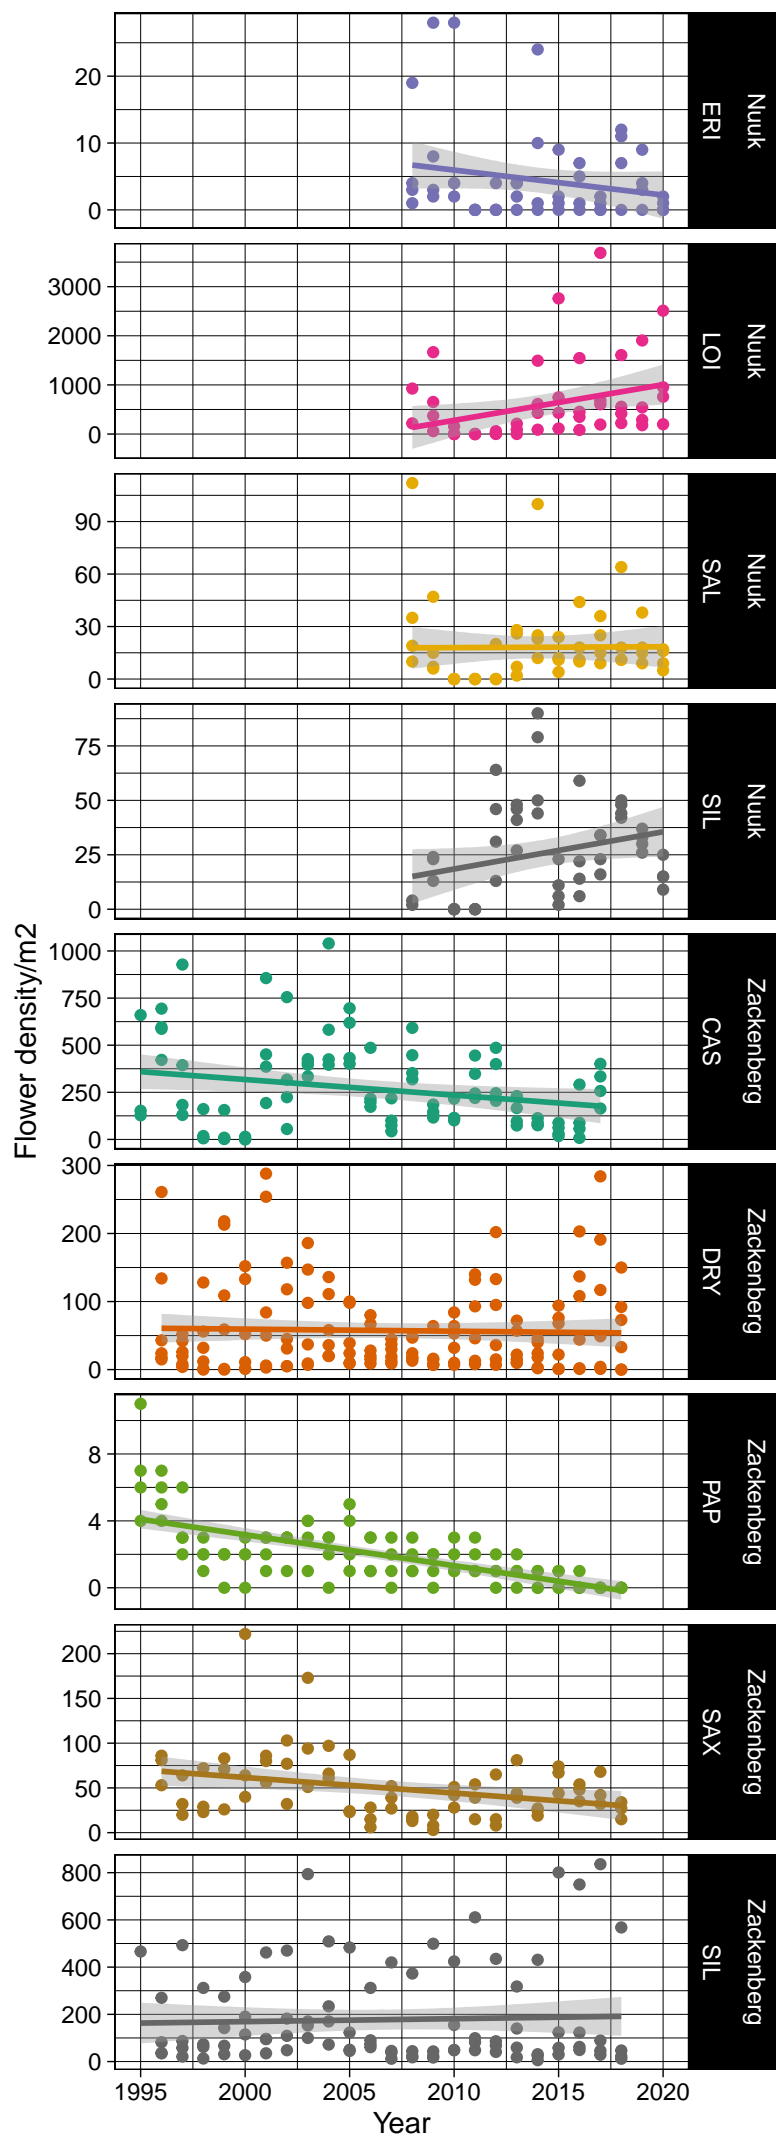 20
10
0
Nuuk
ERI
3000
2000
1000
0
Nuuk
LOI
90
60
30
0
Nuuk
SAL
75
50
25
0
Nuuk
SIL
Flower density/m2
1000
750
500
250
0
Zackenberg
CAS
300
200
100
0
Zackenberg
DRY
8
4
0
Zackenberg
PAP
200
150
100
50
0
Zackenberg
SAX
800
600
400
200
0
Zackenberg
SIL
1995 2000 2005 2010 2015 2020
Year